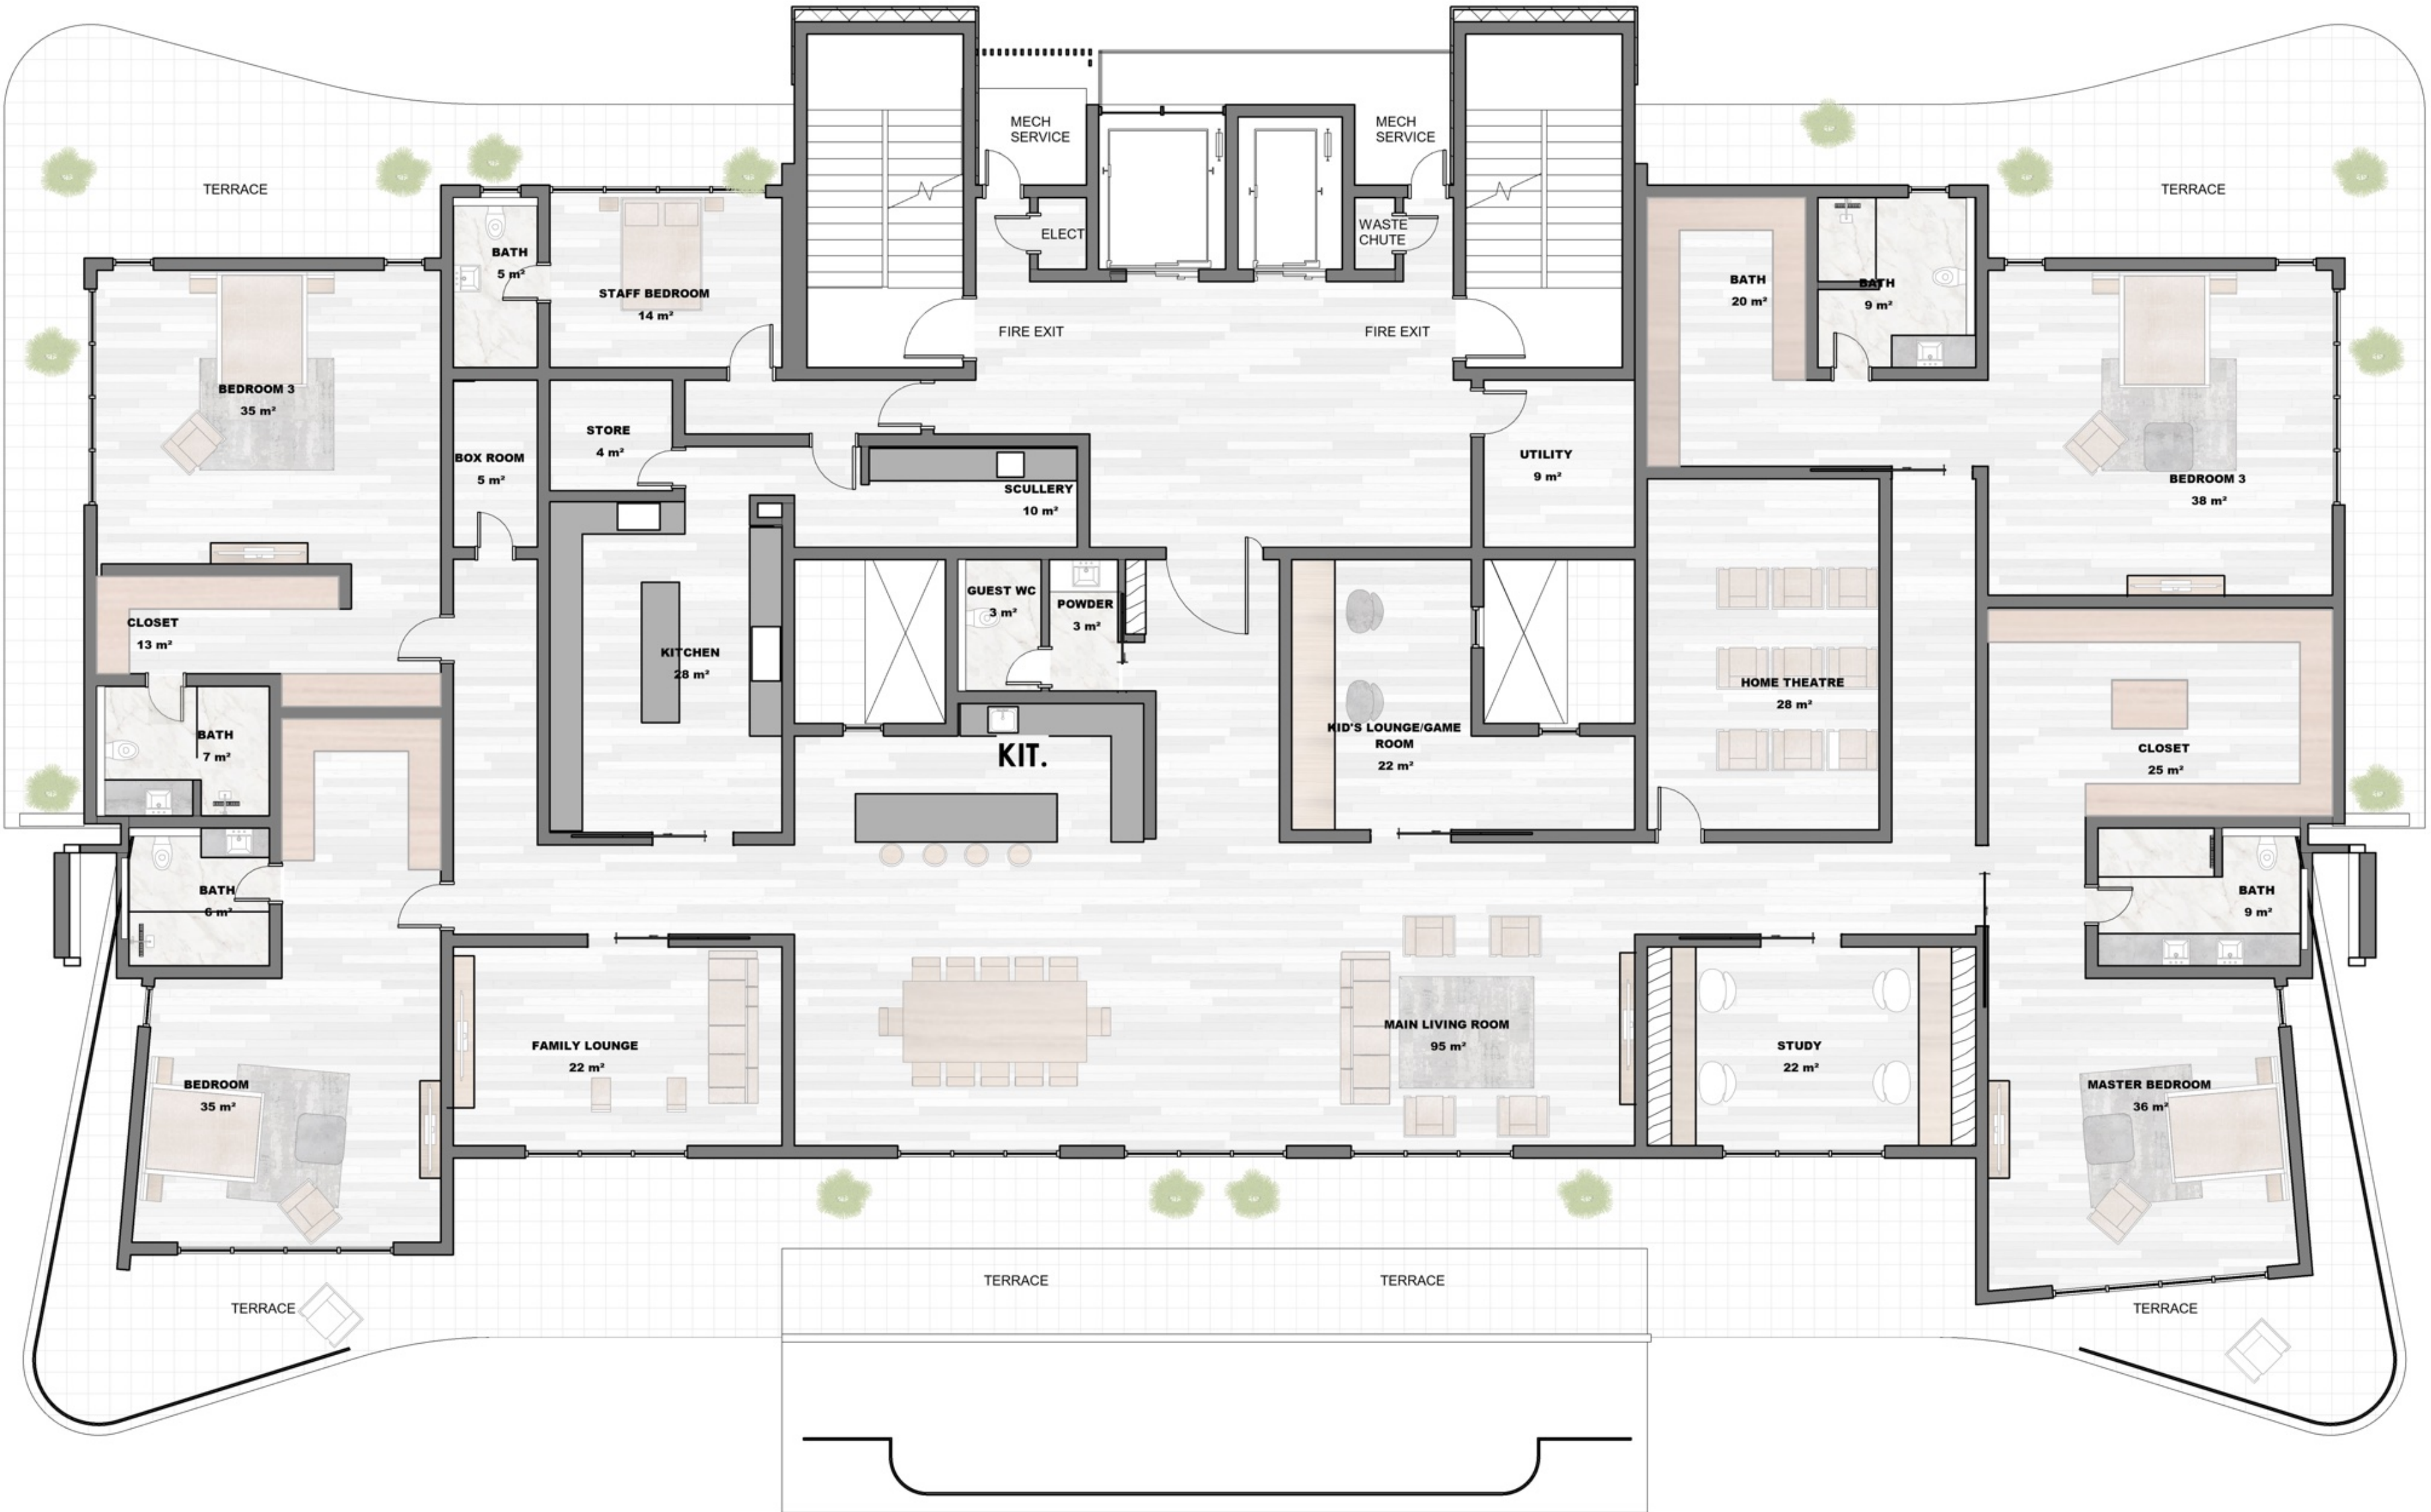 MECH
SERVICE
MECH
SERVICE
TERRACE
TERRACE
ELECT
WASTE
CHUTE
BATH
5 m²
STAFF BEDROOM
14 m²
BATH
20 m²
BATH
9 m²
FIRE EXIT
FIRE EXIT
BEDROOM 3
35 m²
STORE
4 m²
BOX ROOM
5 m²
UTILITY
9 m²
SCULLERY
10 m²
BEDROOM 3
38 m²
GUEST WC
3 m²
POWDER
3 m²
CLOSET
13 m²
KITCHEN
28 m²
HOME THEATRE
28 m²
KID'S LOUNGE/GAME
ROOM
22 m²
BATH
7 m²
KIT.
CLOSET
25 m²
BATH
6 m²
BATH
9 m²
MAIN LIVING ROOM
95 m²
FAMILY LOUNGE
22 m²
STUDY
22 m²
BEDROOM
35 m²
MASTER BEDROOM
36 m²
TERRACE
TERRACE
TERRACE
TERRACE